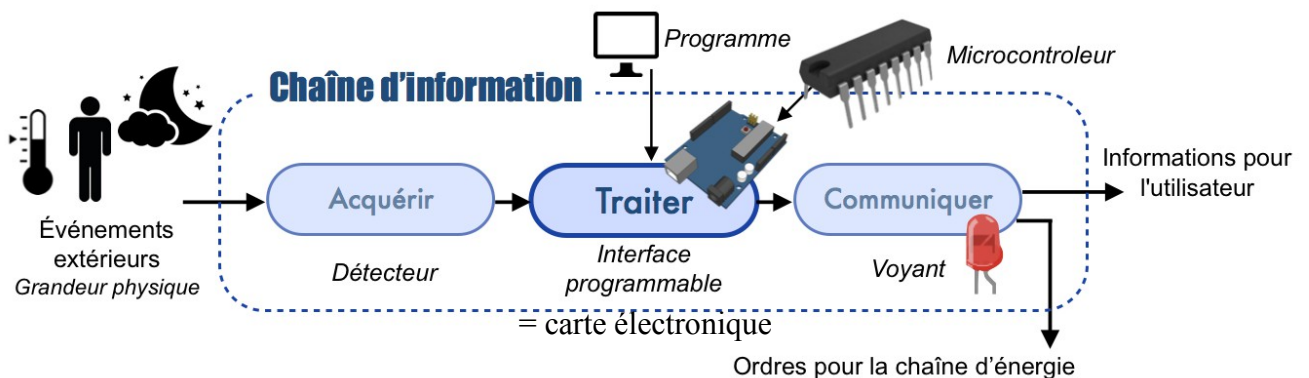 Programme
Microcontroleur
Chaîne d'information
Acquérir
Traiter
Communiquer
Informations pour
l'utilisateur
Événements
extérieurs
Grandeur physique
Détecteur
Interface
programmable
Voyant
= carte électronique
Ordres pour la chaîne d'énergie